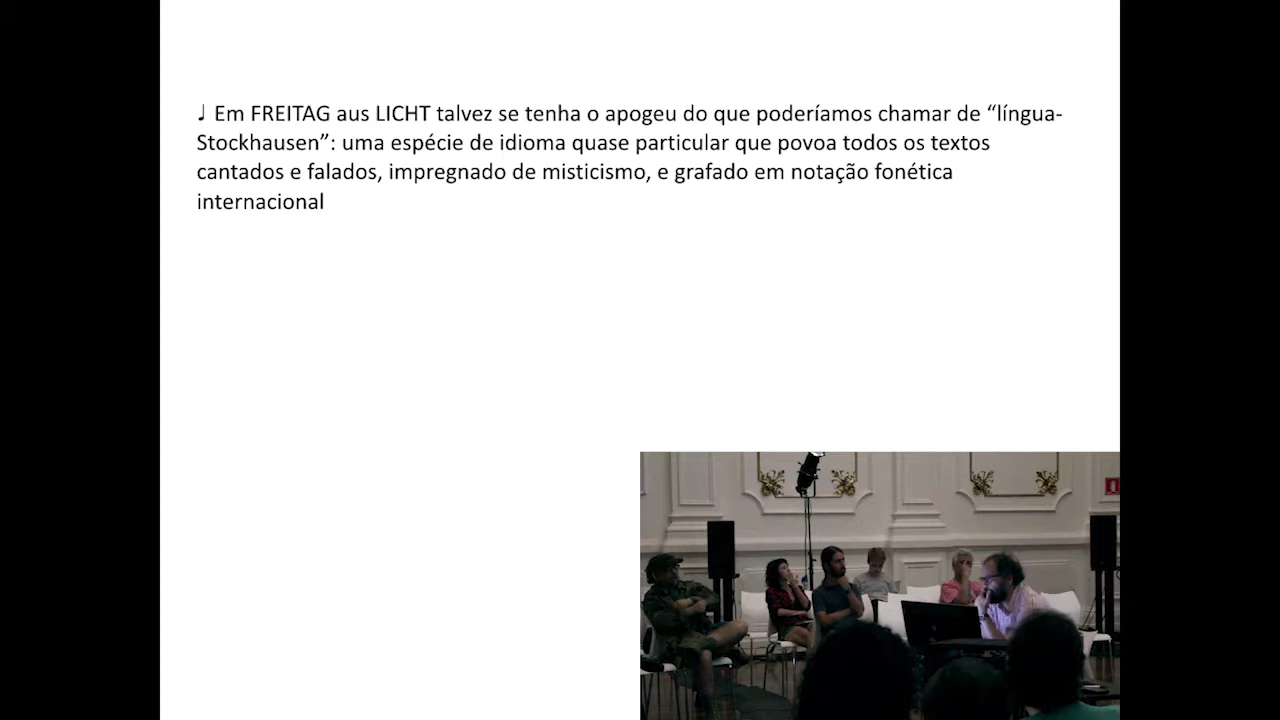 ♩ Em FREITAG aus LICHT talvez se tenha o apogeu do que poderíamos chamar de “língua-
Stockhausen”: uma espécie de idioma quase particular que povoa todos os textos
cantados e falados, impregnado de misticismo, e grafado em notação fonética
internacional